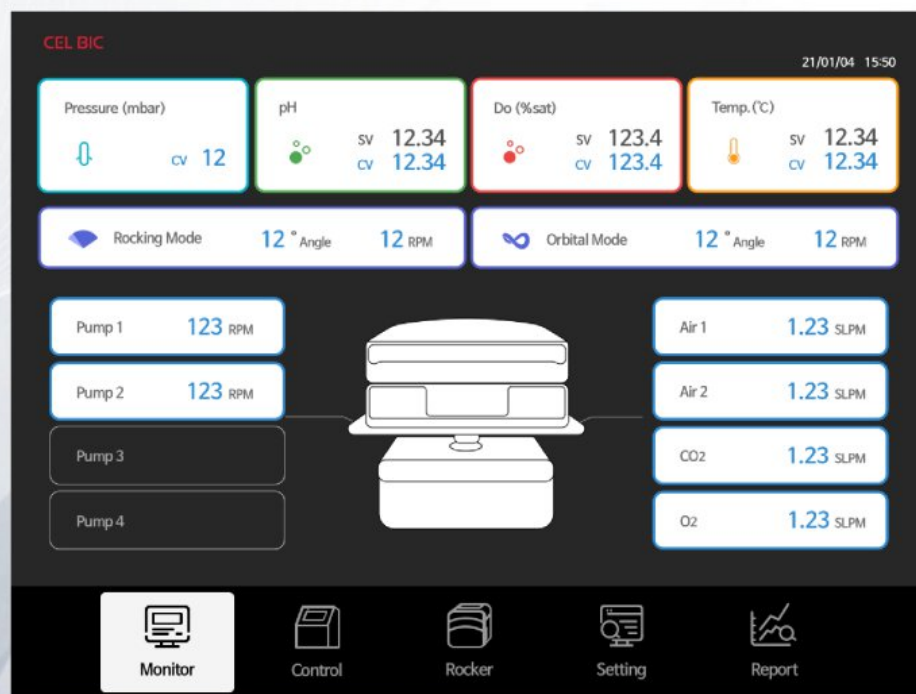 CEL BIC
21/01/04 15:50
Pressure (mbar)
CV 12
pH
SV 12.34
CV 12.34
Do (%sat)
SV 123.4
CV 123.4
Temp.(℃)
SV 12.34
CV 12.34
Rocking Mode 12 ° Angle 12 RPM
Orbital Mode 12 ° Angle 12 RPM
Pump 1 123 RPM
Pump 2 123 RPM
Pump 3
Pump 4
Air 1 1.23 SLPM
Air 2 1.23 SLPM
CO2 1.23 SLPM
O2 1.23 SLPM
Monitor
Control
Rocker
Setting
Report